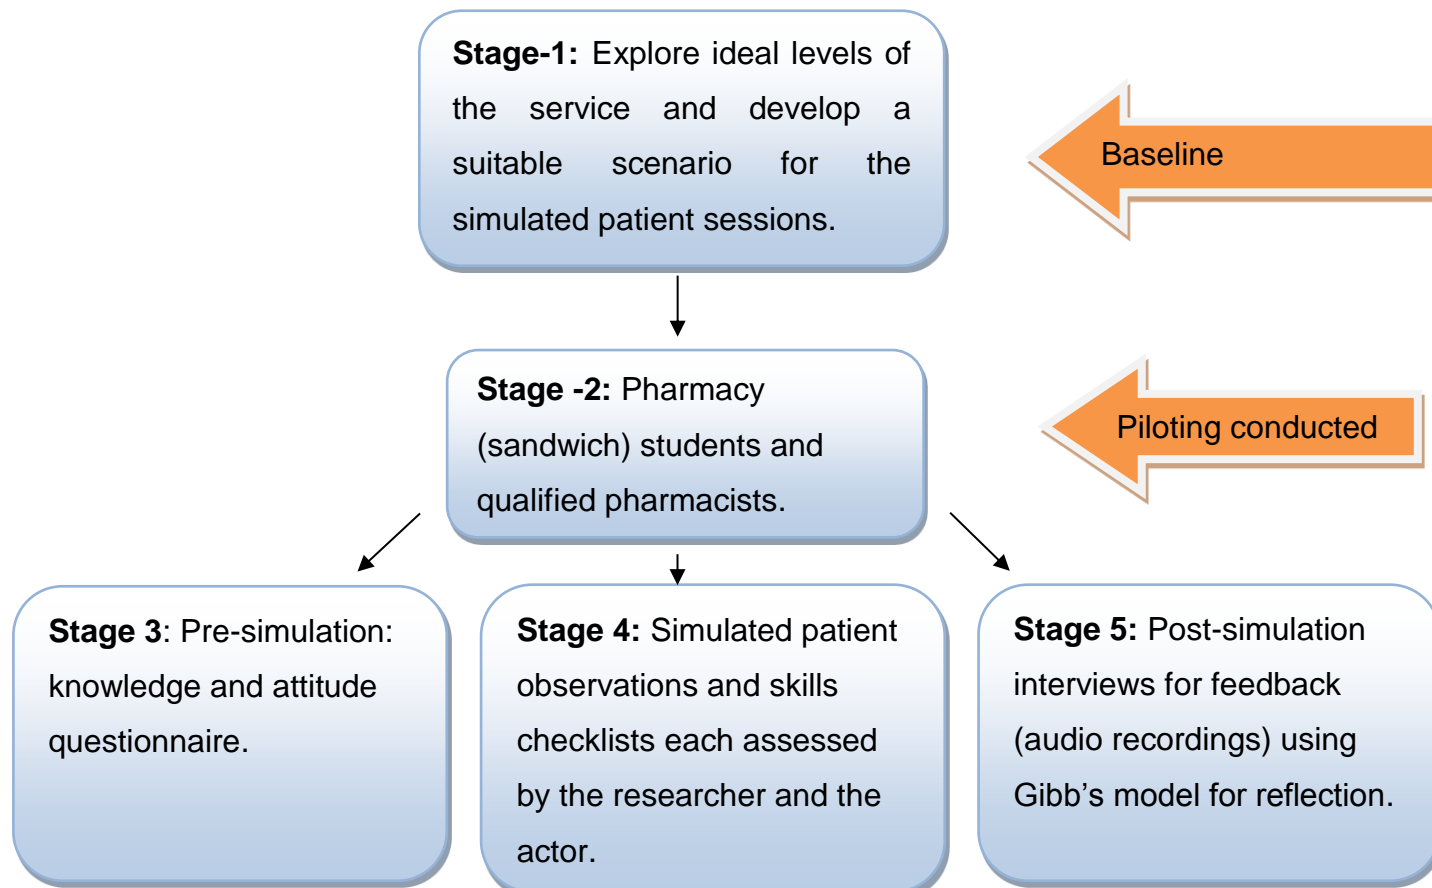 Stage-1: Explore ideal levels of
the service and develop a
suitable scenario for the
simulated patient sessions.
Baseline
Stage -2: Pharmacy
(sandwich) students and
qualified pharmacists.
Piloting conducted
Stage 3: Pre-simulation:
knowledge and attitude
questionnaire.
Stage 4: Simulated patient
observations and skills
checklists each assessed
by the researcher and the
actor.
Stage 5: Post-simulation
interviews for feedback
(audio recordings) using
Gibb’s model for reflection.